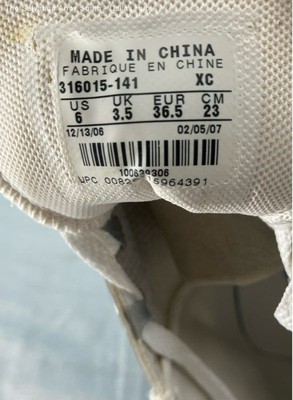 MADE IN CHINA
FABRIQUE EN CHINE
316015-141 XC
US UK EUR CM
6 3.5 36.5 23
12/13/06 02/05/07
UPC